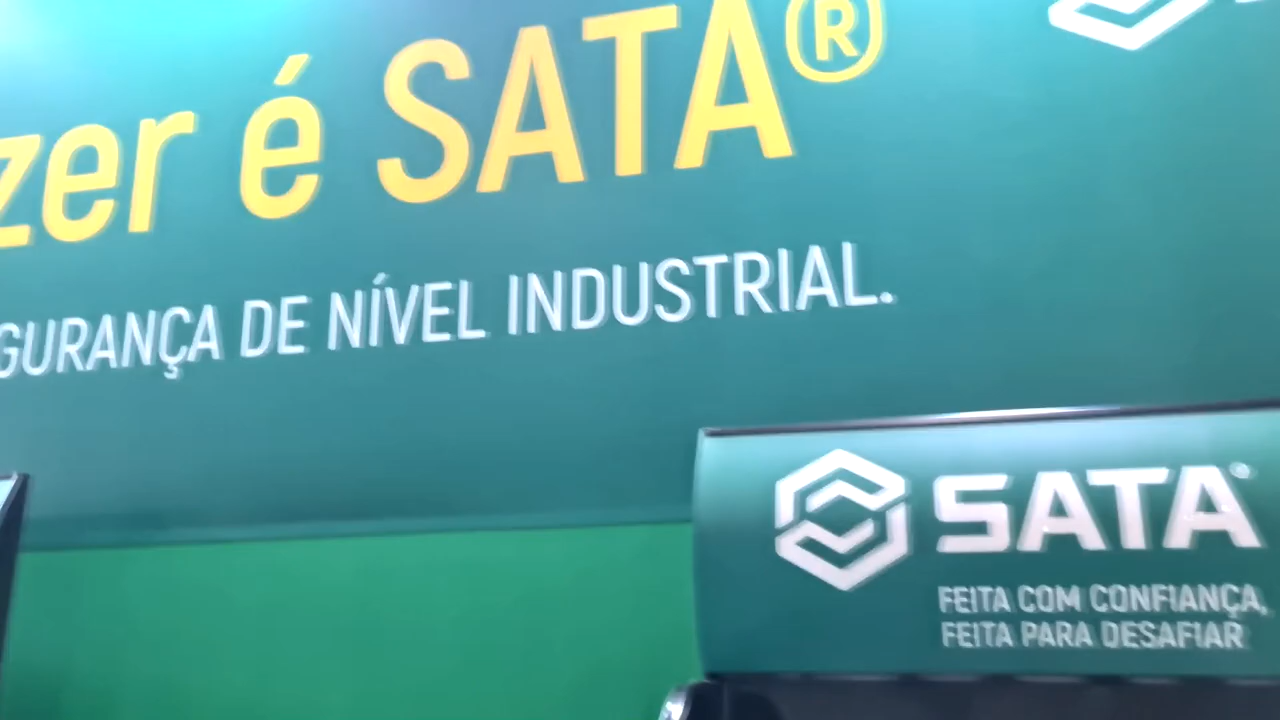 zer é SATA®
GURANÇA DE NÍVEL INDUSTRIAL.
SATA
FEITA COM CONFIANÇA,
FEITA PARA DESAFIAR